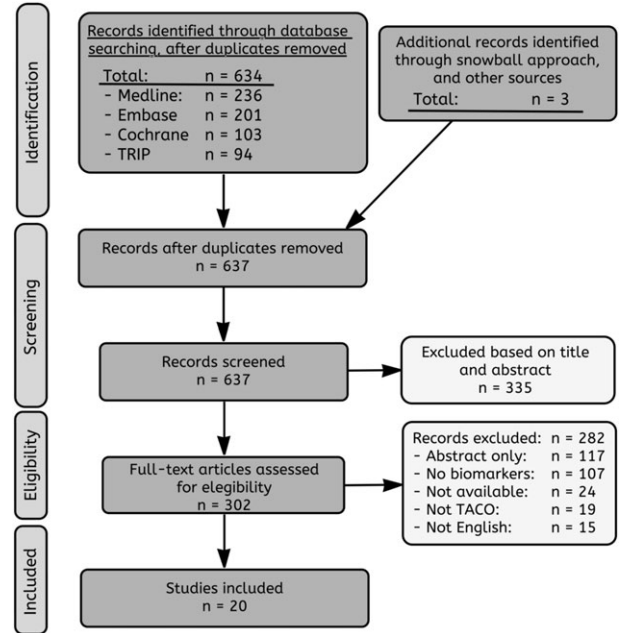 Identification
Records identified through database
searching, after duplicates removed
Total: n = 634
- Medline: n = 236
- Embase n = 201
- Cochrane n = 103
- TRIP n = 94
Additional records identified
through snowball approach,
and other sources
Total: n = 3
Screening
Records after duplicates removed
n = 637
Records screened
n = 637
Excluded based on title
and abstract
n = 335
Eligibility
Full-text articles assessed
for elegibility
n = 302
Records excluded: n = 282
- Abstract only: n = 117
- No biomarkers: n = 107
- Not available: n = 24
- Not TACO: n = 19
- Not English: n = 15
Included
Studies included
n = 20